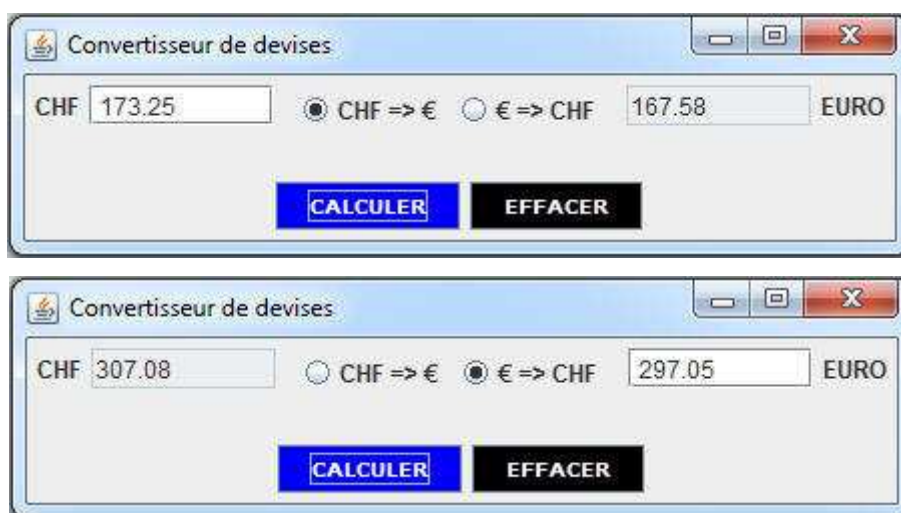 Convertisseur de devises
CHF 173.25 CHF => € € => CHF 167.58 EURO
CALCULER EFFACER
Convertisseur de devises
CHF 307.08 CHF => € € => CHF 297.05 EURO
CALCULER EFFACER